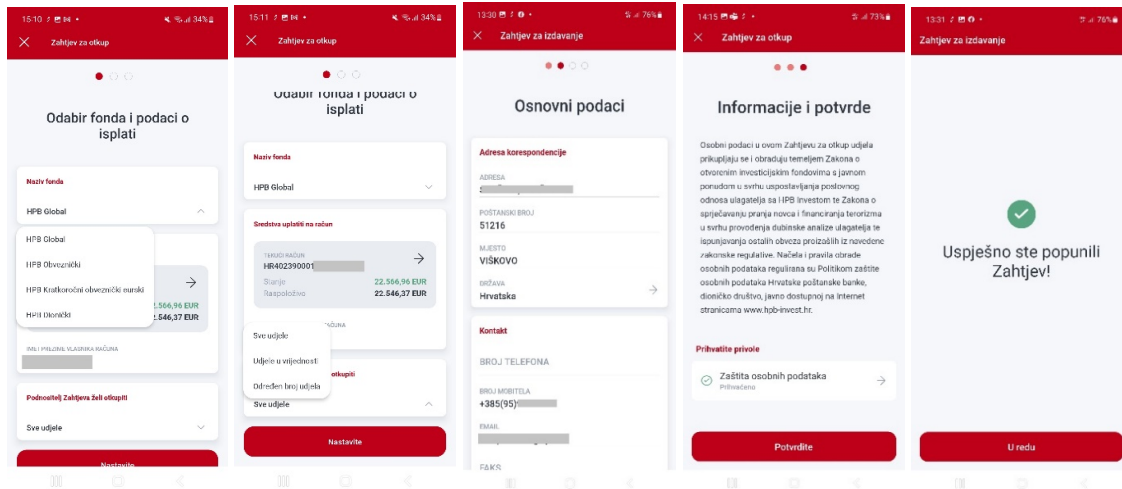 15:10
34%
Zahtjev za otkup
Odabir fonda i podaci o
isplati
Naziv fonda
HPB Global
HPB Global
HPB Obveznički
HPB Kratkoročni obveznički eurski
HPB Dionički
22.566,96 EUR
22.546,37 EUR
IME I PREZIME VLASNIKA RAČUNA
Podnositelj Zahtjeva želi otkupiti
Sve udjele
Nastavite
15:11
34%
Zahtjev za otkup
Odabir fonda i podaci o
isplati
Naziv fonda
HPB Global
Sredstva uplatiti na račun
TEKUĆI RAČUN
HR402390001
Stanje 22.566,96 EUR
Raspoloživo 22.546,37 EUR
RAČUNA
Sve udjele
Udjele u vrijednosti
Određen broj udjela
otkupiti
Sve udjele
Nastavite
13:30
76%
Zahtjev za izdavanje
Osnovni podaci
Adresa korespondencije
ADRESA
POŠTANSKI BROJ
51216
MJESTO
VIŠKOVO
DRŽAVA
Hrvatska
Kontakt
BROJ TELEFONA
BROJ MOBITELA
+385(95)
EMAIL
FAKS
14:15
73%
Zahtjev za otkup
Informacije i potvrde
Osobni podaci u ovom Zahtjevu za otkup udjela
prikupljaju se i obrađuju temeljem Zakona o
otvorenim investicijskim fondovima s javnom
ponudom u svrhu uspostavljanja poslovnog
odnosa ulagatelja sa HPB Investom te Zakona o
sprječavanju pranja novca i financiranja terorizma
u svrhu provođenja dubinske analize ulagatelja te
ispunjavanja ostalih obveza proizašlih iz navedene
zakonske regulative. Načela i pravila obrade
osobnih podataka regulirana su Politikom zaštite
osobnih podataka Hrvatske poštanske banke,
dioničko društvo, javno dostupnoj na Internet
stranicama www.hpb-invest.hr.
Prihvatite privole
Zaštita osobnih podataka
Prihvaćeno
Potvrdite
13:31
76%
Zahtjev za izdavanje
Uspješno ste popunili
Zahtjev!
U redu